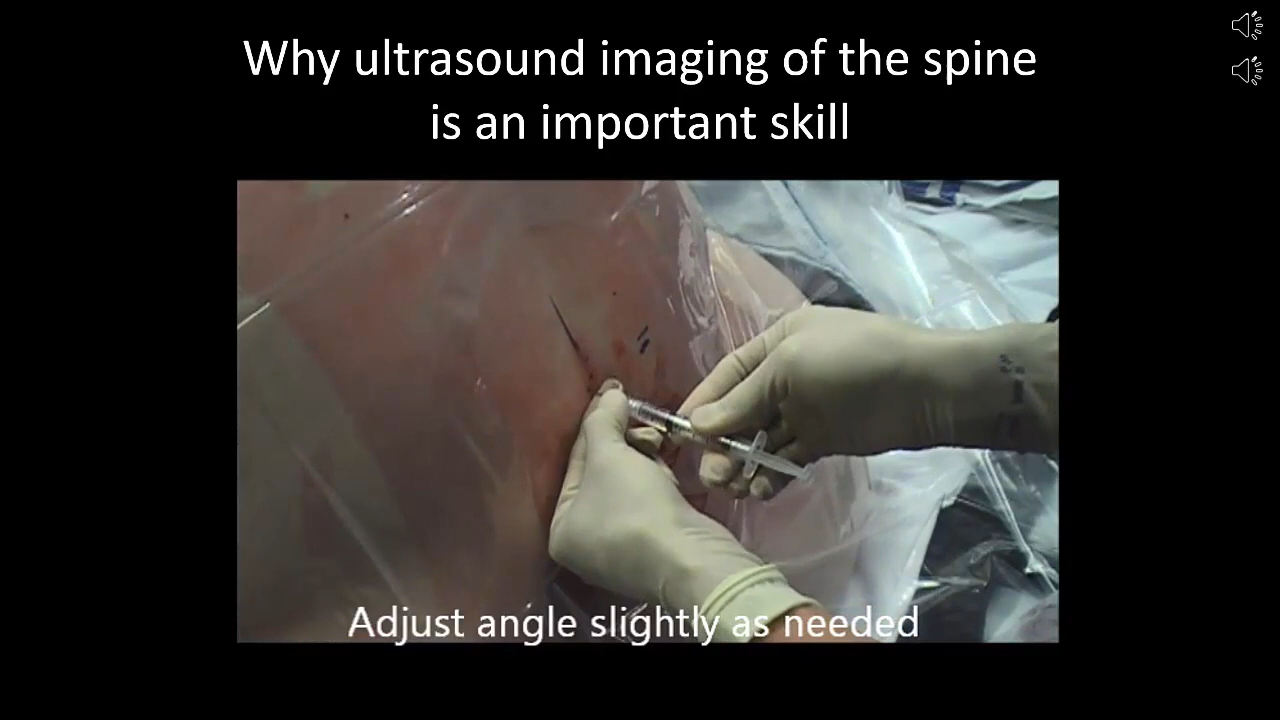 Why ultrasound imaging of the spine
is an important skill
Adjust angle slightly as needed